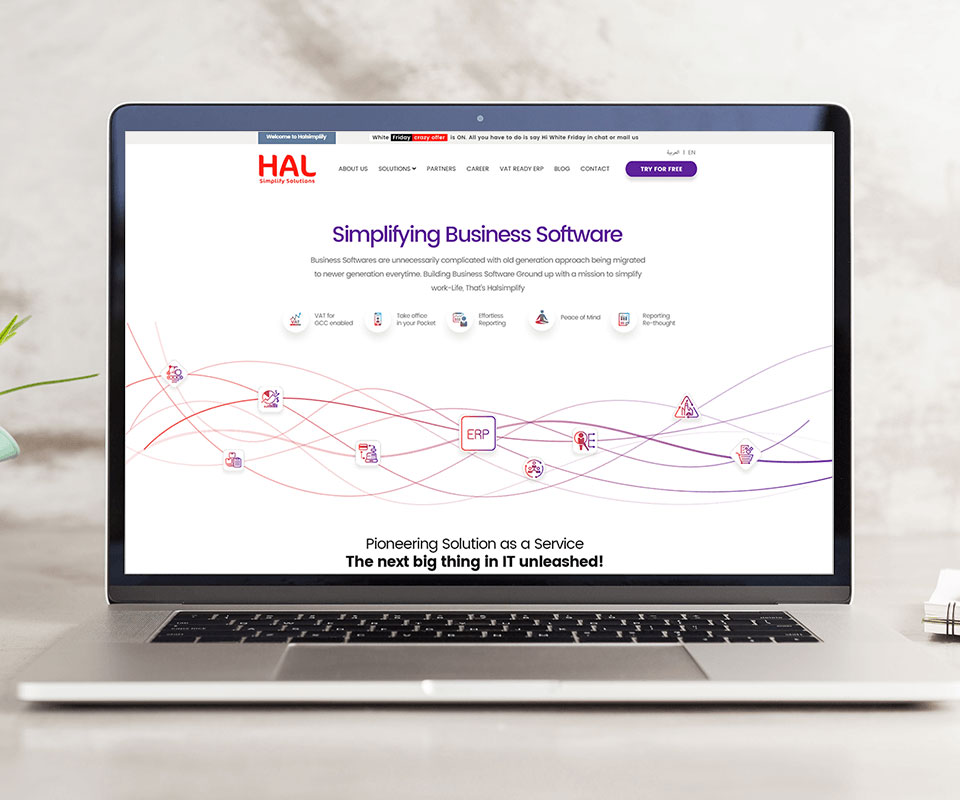 Welcome to Halsimplify
White Friday crazy offer is ON. All you have to do is say Hi White Friday in chat or mail us
العربية | EN
HAL
Simplify Solutions
ABOUT US SOLUTIONS PARTNERS CAREER VAT READY ERP BLOG CONTACT TRY FOR FREE
Simplifying Business Software
Business Softwares are unnecessarily complicated with old generation approach being migrated
to newer generation everytime. Building Business Software Ground up with a mission to simplify
work-Life, That's Halsimplify
VAT for
GCC enabled
Take office
in your Pocket
Effortless
Reporting
Peace of Mind
Reporting
Re-thought
ERP
Pioneering Solution as a Service
The next big thing in IT unleashed!